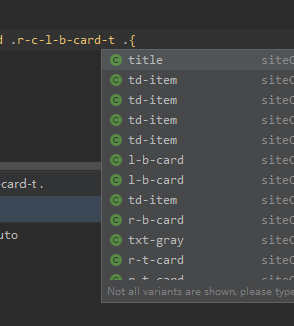 d .r-c-l-b-card-t .{
title siteC
td-item siteC
td-item siteC
td-item siteC
td-item siteC
l-b-card siteC
l-b-card siteC
td-item siteC
r-b-card siteC
txt-gray siteC
r-t-card siteC
r-t-card siteC
Not all variants are shown, please type
-card-t .
uto